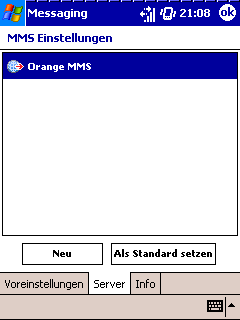 Messaging 21:08 ok
MMS Einstellungen
Orange MMS
Neu Als Standard setzen
Voreinstellungen Server Info